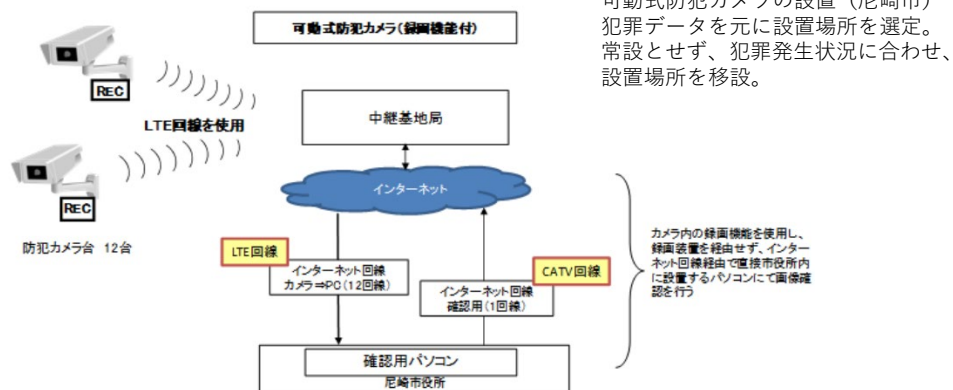 可動式防犯カメラの設置（尼崎市）
犯罪データを元に設置場所を選定。
常設とせず、犯罪発生状況に合わせ、
設置場所を移設。
可動式防犯カメラ（録画機能付）
REC
LTE回線を使用
中継基地局
REC
インターネット
防犯カメラ台 12台
LTE回線
インターネット回線
カメラ⇒PC（12回線）
CATV回線
インターネット回線
確認用（1回線）
カメラ内の録画機能を使用し、
録画装置を経由せず、インター
ネット回線経由で直接市役所内
に設置するパソコンにて画像確
認を行う
確認用パソコン
尼崎市役所